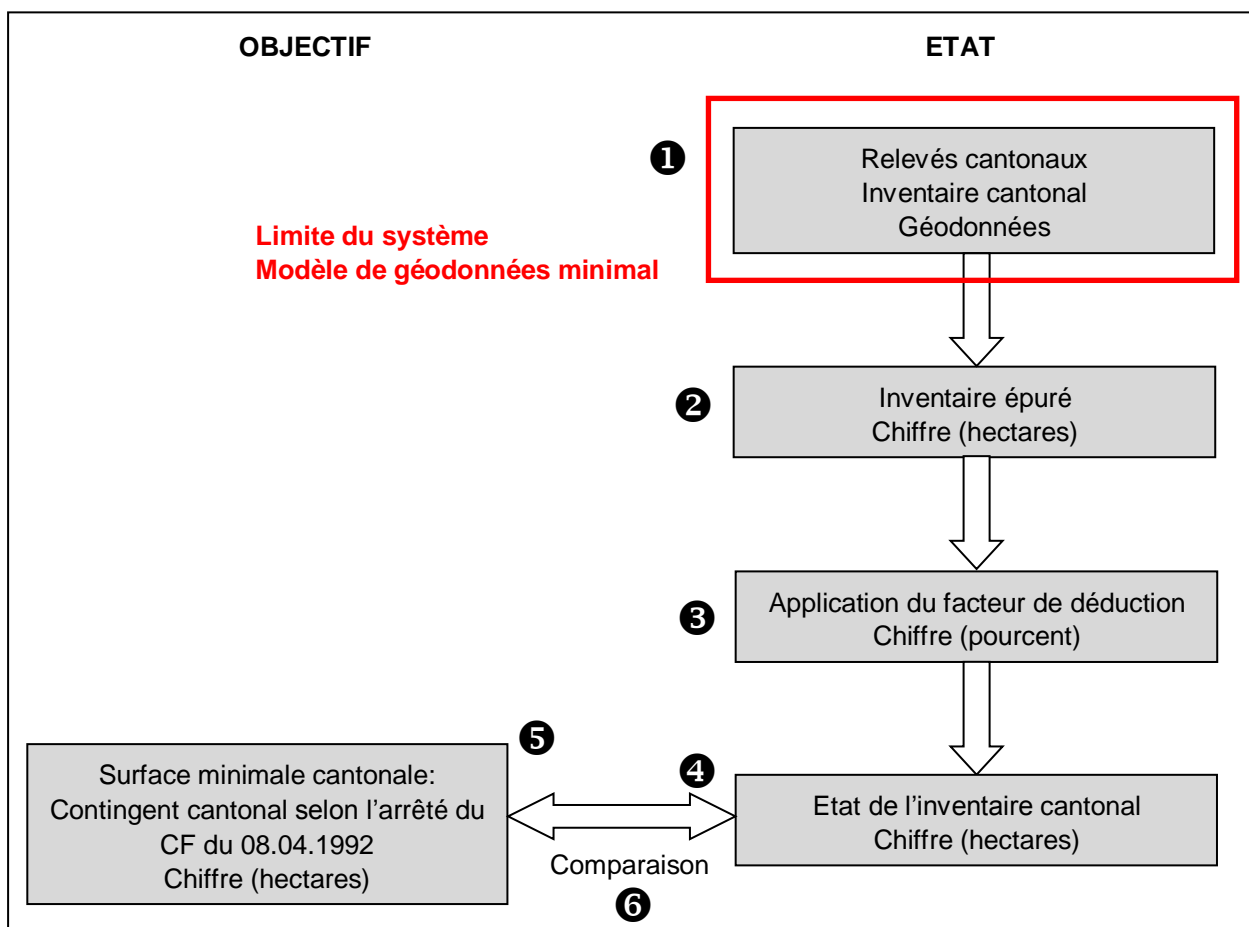 OBJECTIF
ETAT
❶
Relevés cantonaux
Inventaire cantonal
Géodonnées
Limite du système
Modèle de géodonnées minimal
❷
Inventaire épuré
Chiffre (hectares)
❸
Application du facteur de déduction
Chiffre (pourcent)
❺
Surface minimale cantonale:
Contingent cantonal selon l’arrêté du
CF du 08.04.1992
Chiffre (hectares)
❹
Etat de l’inventaire cantonal
Chiffre (hectares)
Comparaison
❻